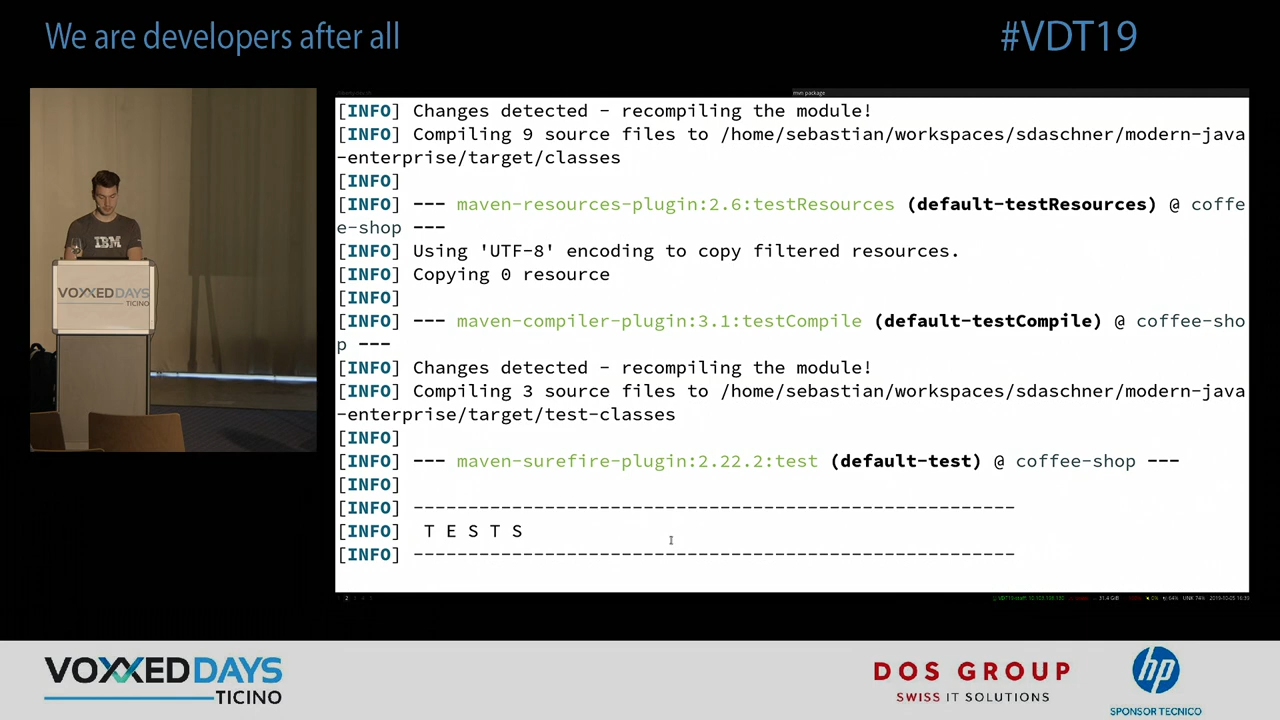 We are developers after all
#VDT19
mvn package
[INFO] Changes detected - recompiling the module!
[INFO] Compiling 9 source files to /home/sebastian/workspaces/sdaschner/modern-java
-enterprise/target/classes
[INFO]
[INFO] --- maven-resources-plugin:2.6:testResources (default-testResources) @ coffe
e-shop ---
[INFO] Using 'UTF-8' encoding to copy filtered resources.
[INFO] Copying 0 resource
[INFO]
[INFO] --- maven-compiler-plugin:3.1:testCompile (default-testCompile) @ coffee-sho
p ---
[INFO] Changes detected - recompiling the module!
[INFO] Compiling 3 source files to /home/sebastian/workspaces/sdaschner/modern-java
-enterprise/target/test-classes
[INFO]
[INFO] --- maven-surefire-plugin:2.22.2:test (default-test) @ coffee-shop ---
[INFO]
[INFO] -------------------------------------------------------
[INFO]  T E S T S
[INFO] -------------------------------------------------------
IBM
VOXXEDDAYS
TICINO
VOXXEDDAYS
TICINO
DOS GROUP
SWISS IT SOLUTIONS
hp
SPONSOR TECNICO